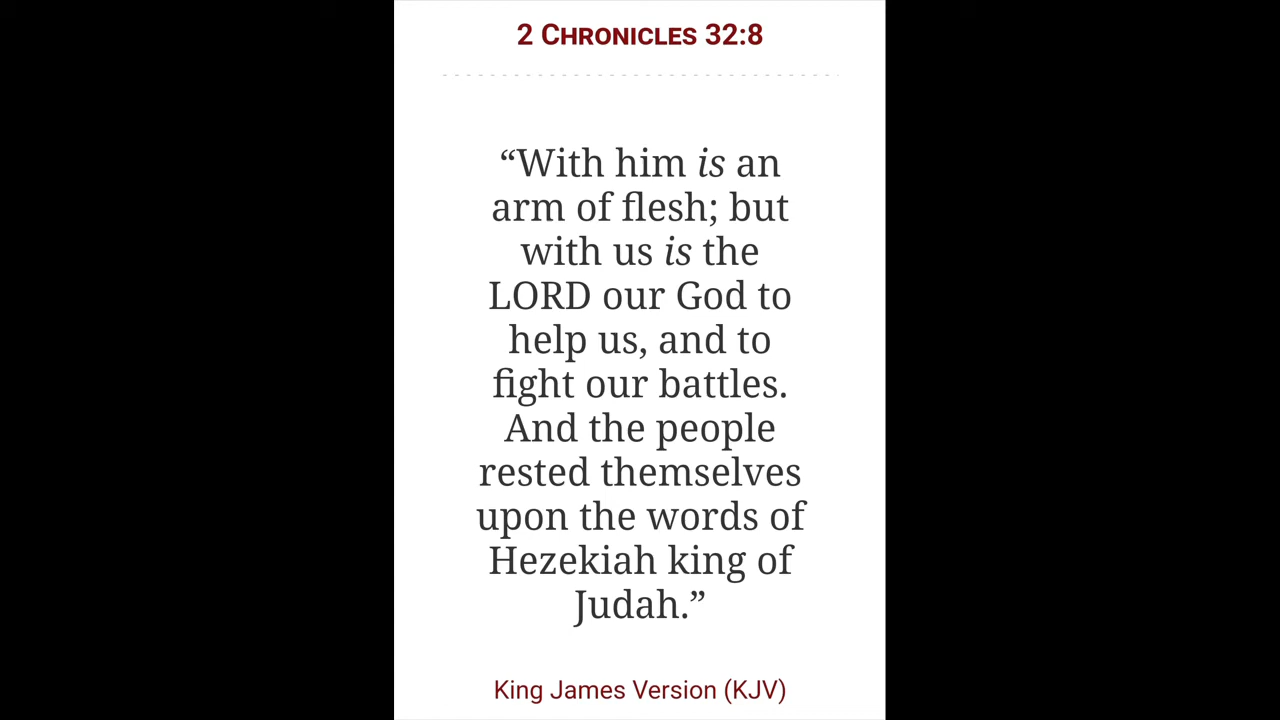 2 Chronicles 32:8
“With him is an
arm of flesh; but
with us is the
LORD our God to
help us, and to
fight our battles.
And the people
rested themselves
upon the words of
Hezekiah king of
Judah.”
King James Version (KJV)